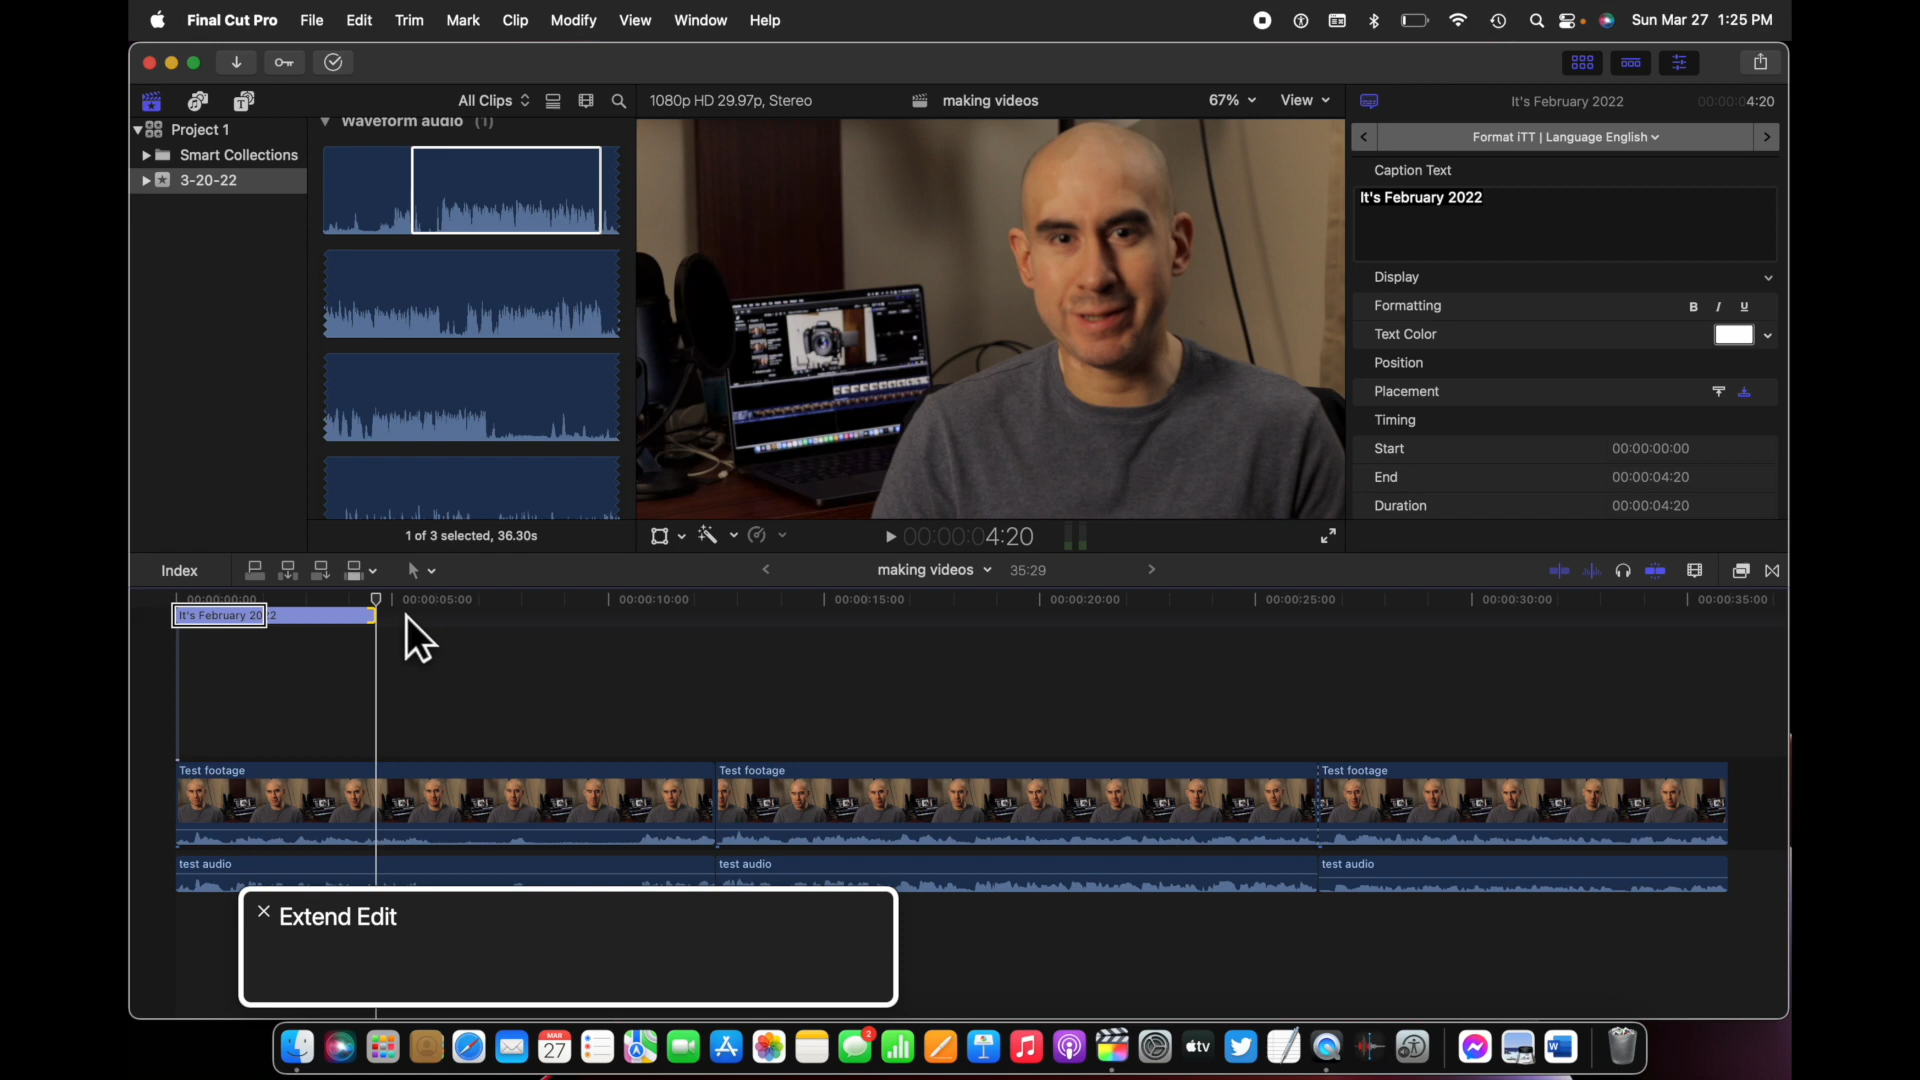 Final Cut Pro File Edit Trim Mark Clip Modify View Window Help
Sun Mar 27 1:25 PM
All Clips
1080p HD 29.97p, Stereo
making videos
67%
View
It's February 2022
00:00:04:20
Project 1
Smart Collections
3-20-22
Waveform audio (1)
1 of 3 selected, 36.30s
00:00:00:04:20
Format iTT | Language English
Caption Text
It's February 2022
Display
Formatting B I U
Text Color
Position
Placement
Timing
Start 00:00:00:00
End 00:00:04:20
Duration 00:00:04:20
Index
making videos 35:29
00:00:00:00 00:00:05:00 00:00:10:00 00:00:15:00 00:00:20:00 00:00:25:00 00:00:30:00 00:00:35:00
It's February 2022
Test footage Test footage Test footage
test audio test audio test audio
× Extend Edit
MAR
27
2
tv
W